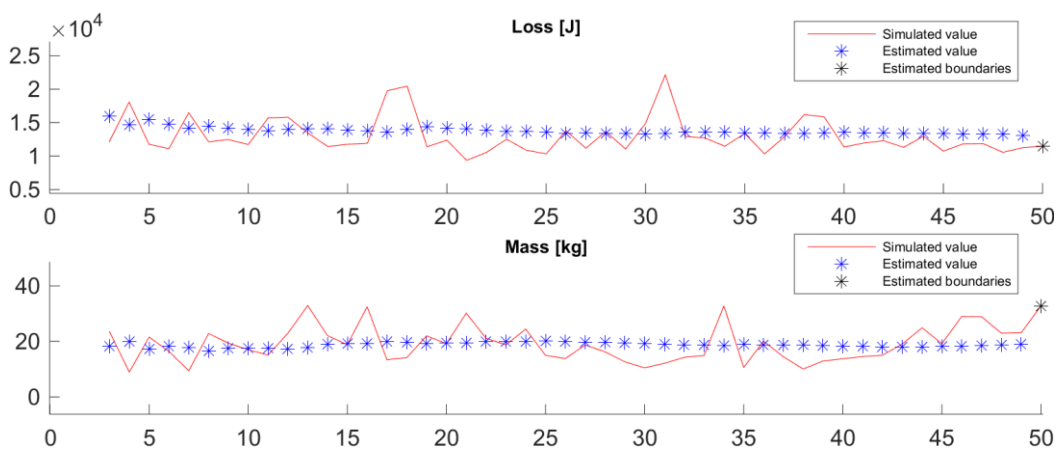 ×10⁴
Loss [J]
Simulated value
Estimated value
Estimated boundaries
2.5
2
1.5
1
0.5
0 5 10 15 20 25 30 35 40 45 50
Mass [kg]
Simulated value
Estimated value
Estimated boundaries
40
20
0
0 5 10 15 20 25 30 35 40 45 50